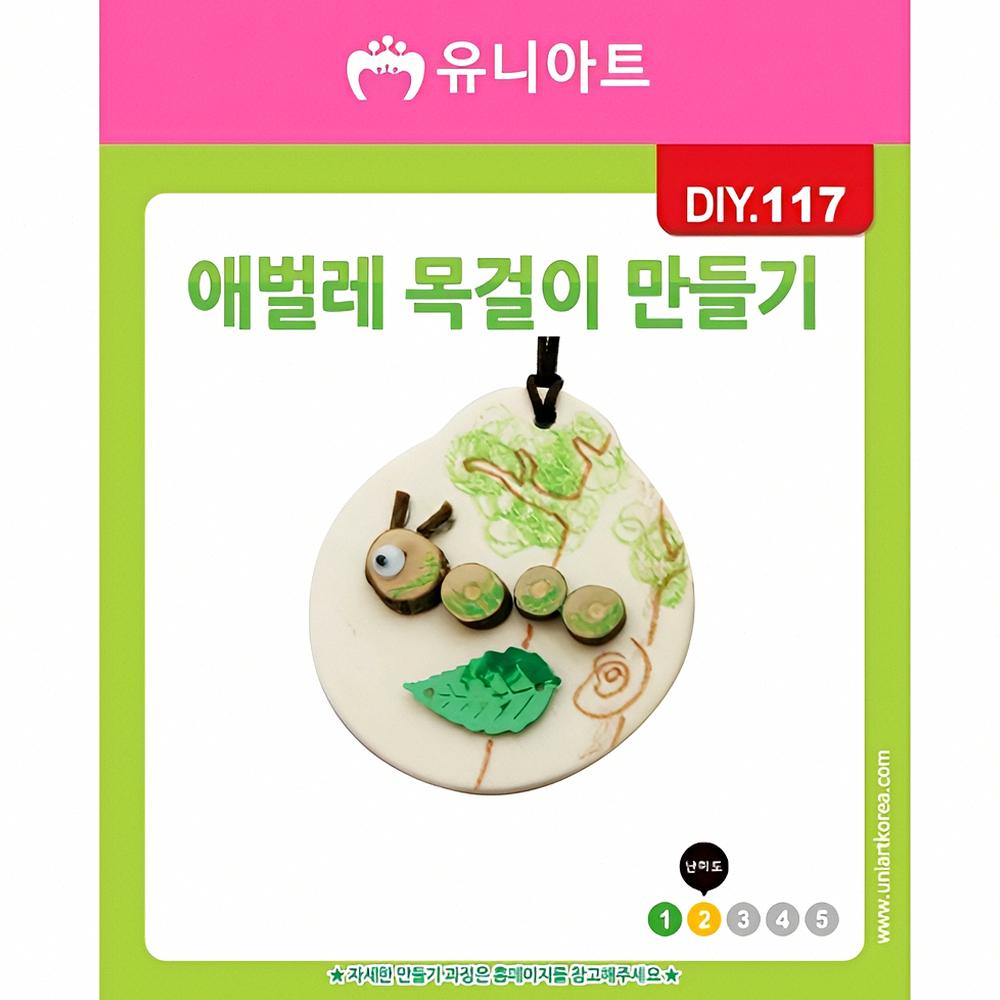 유니아트
DIY.117
애벌레 목걸이 만들기
www.uniartkorea.com
난이도
1 2 3 4 5
★자세한 만들기과정은 홈페이지를 참고해주세요★